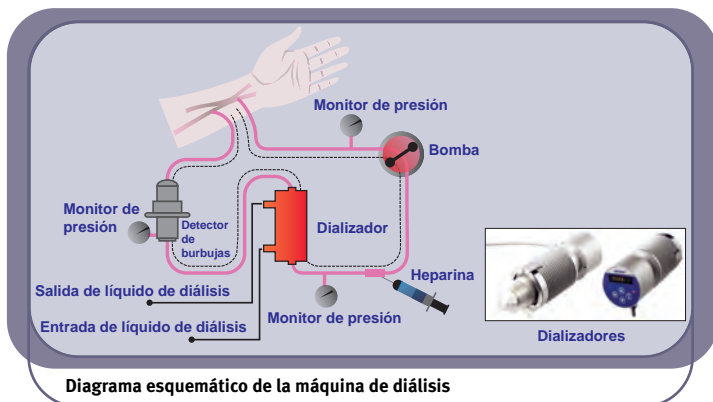 Monitor de presión
Bomba
Monitor de
presión
Detector
de
burbujas
Dializador
Heparina
Salida de líquido de diálisis
Monitor de presión
Entrada de líquido de diálisis
Dializadores
Diagrama esquemático de la máquina de diálisis